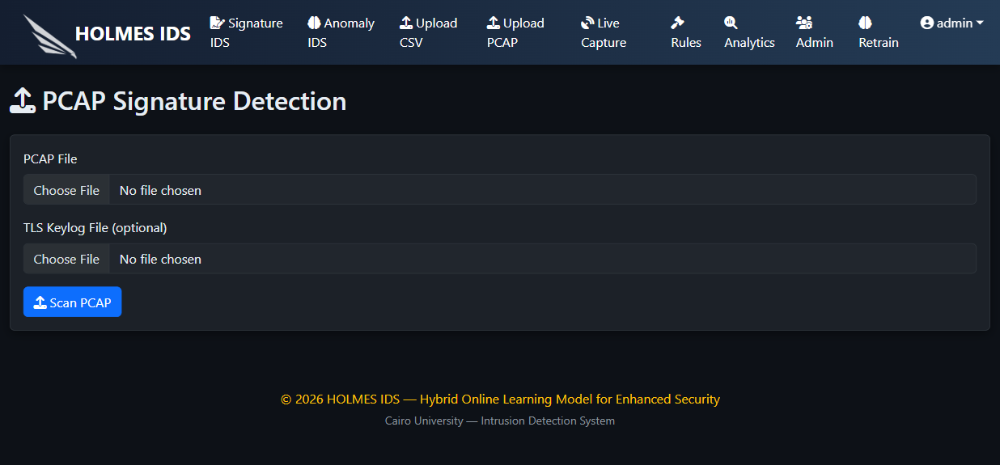 HOLMES IDS
Signature IDS
Anomaly IDS
Upload CSV
Upload PCAP
Live Capture
Rules
Analytics
Admin
Retrain
admin
PCAP Signature Detection
PCAP File
Choose File No file chosen
TLS Keylog File (optional)
Choose File No file chosen
Scan PCAP
© 2026 HOLMES IDS — Hybrid Online Learning Model for Enhanced Security
Cairo University — Intrusion Detection System